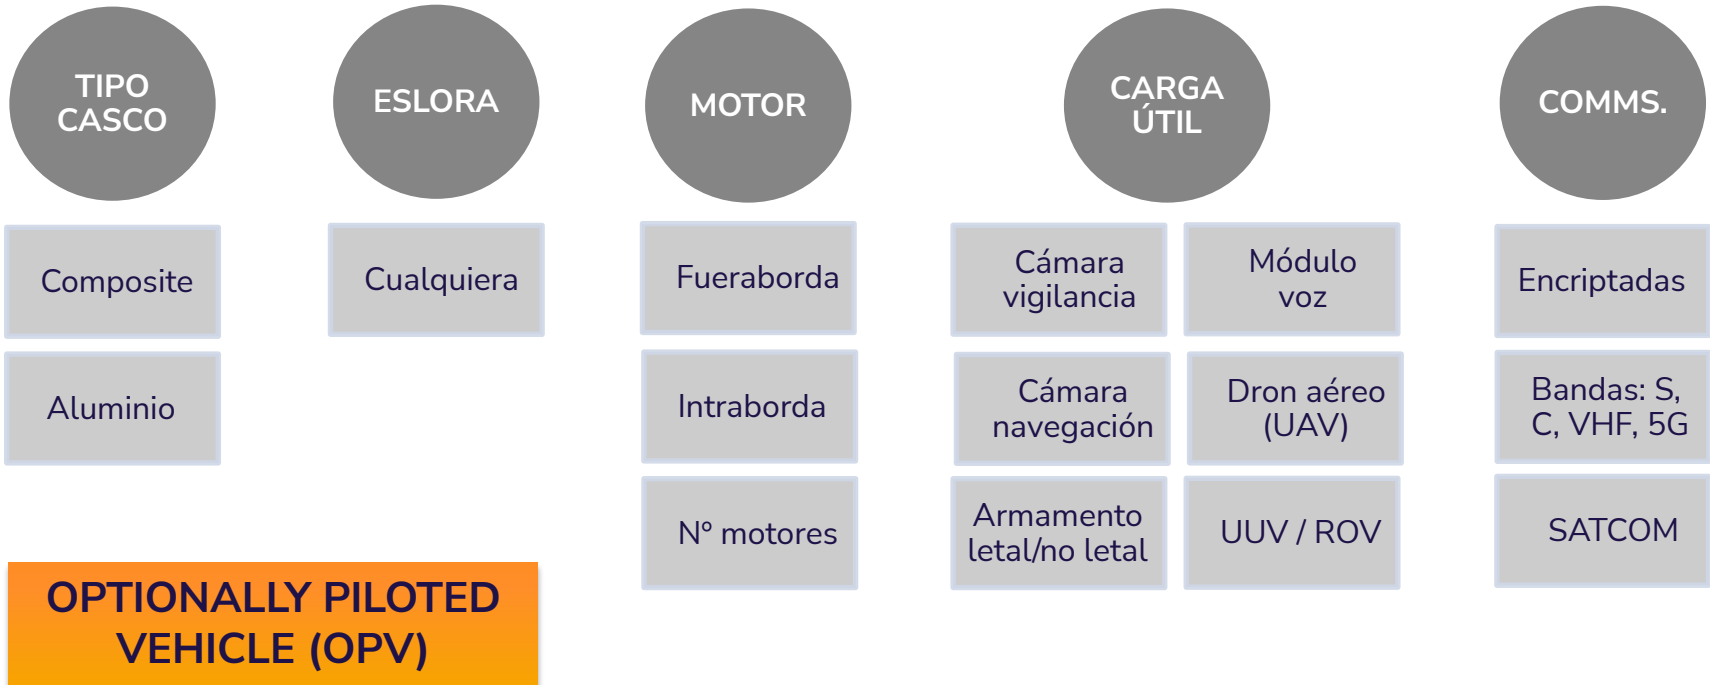 TIPO
CASCO
ESLORA
MOTOR
CARGA
ÚTIL
COMMS.
Composite
Aluminio
Cualquiera
Fueraborda
Intraborda
Nº motores
Cámara
vigilancia
Módulo
voz
Cámara
navegación
Dron aéreo
(UAV)
Armamento
letal/no letal
UUV / ROV
Encriptadas
Bandas: S,
C, VHF, 5G
SATCOM
OPTIONALLY PILOTED
VEHICLE (OPV)